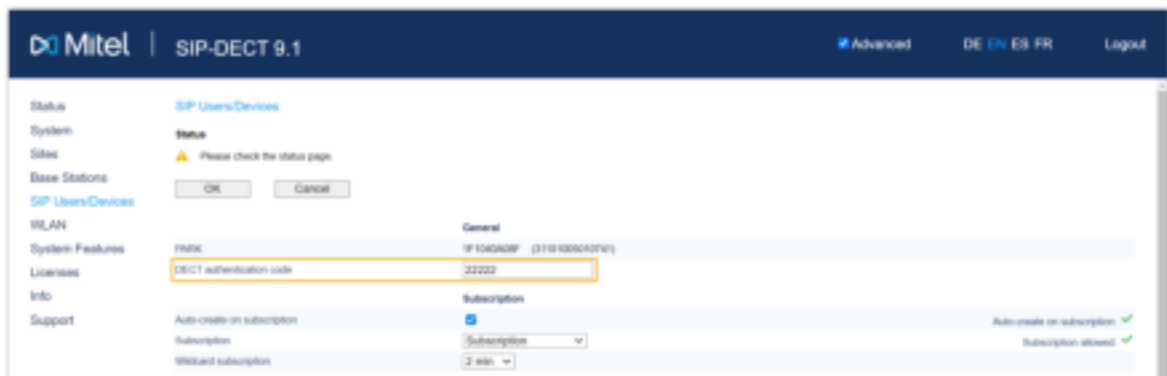 Mitel | SIP-DECT 9.1 Advanced DE EN ES FR Logout
Status
System
Sites
Base Stations
SIP Users/Devices
WLAN
System Features
Licenses
Info
Support
SIP Users/Devices
Status
Please check the status page.
OK Cancel
General
PARK
DECT authentication code 22222
Subscription
Auto-create on subscription Auto-create on subscription
Subscription Subscription Subscription allowed
Wildcard subscription 2 min